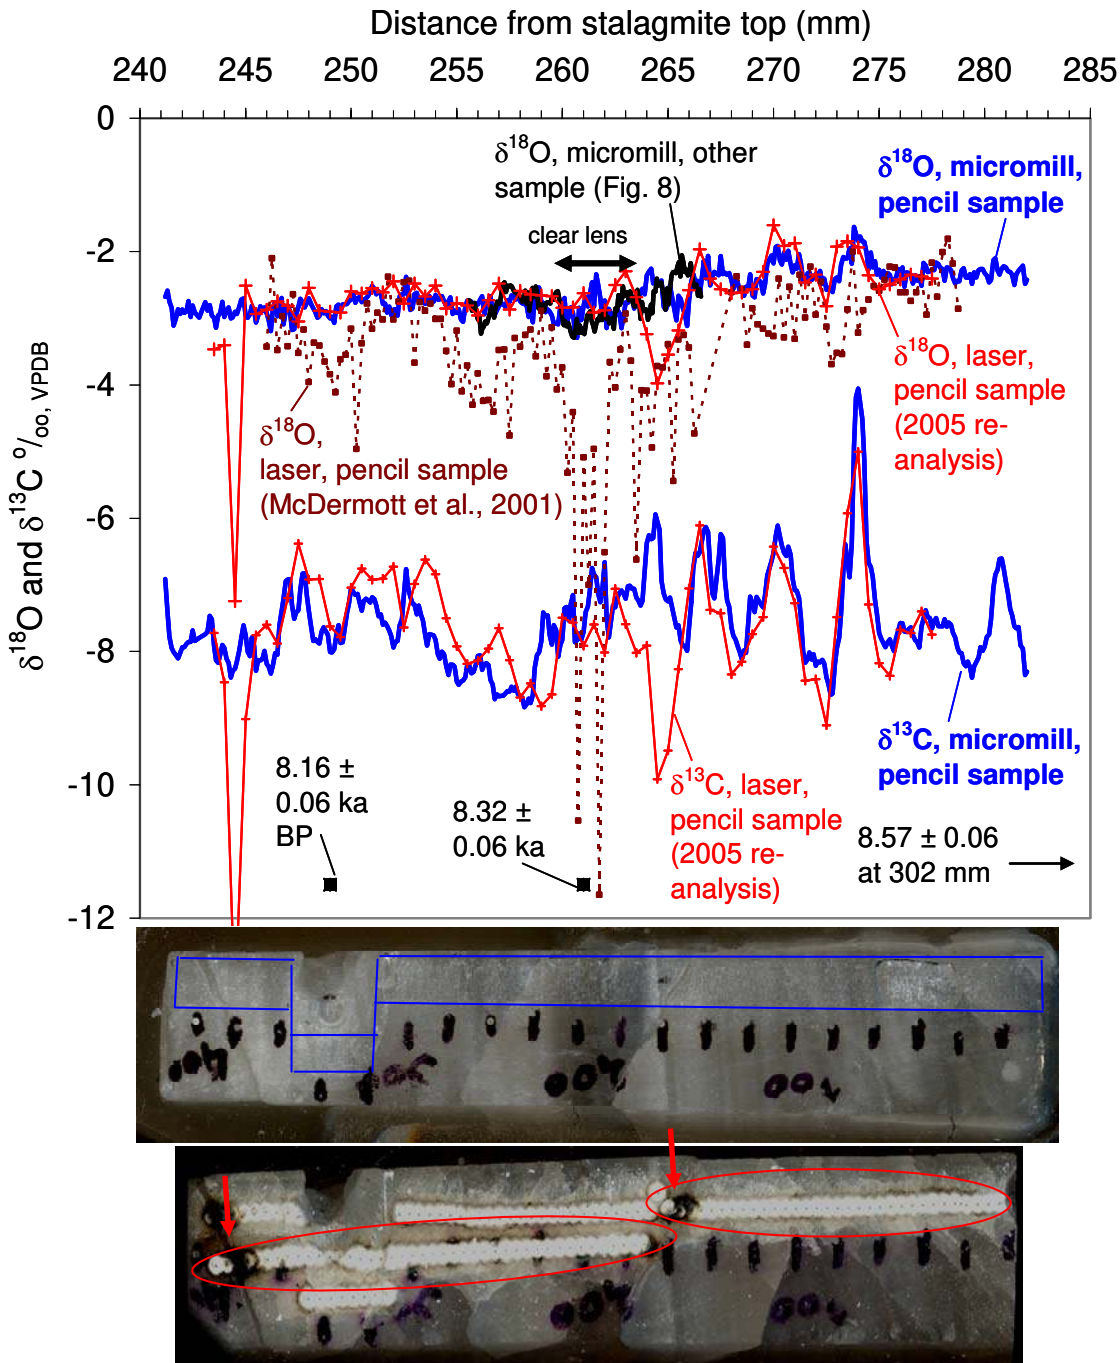 Distance from stalagmite top (mm)
240 245 250 255 260 265 270 275 280 285
0
-2
-4
-6
-8
-10
-12
δ18O and δ13C o/oo, VPDB
δ18O, micromill, other
sample (Fig. 8)
clear lens
δ18O, micromill,
pencil sample
δ18O, laser,
pencil sample
(2005 re-
analysis)
δ18O,
laser, pencil sample
(McDermott et al., 2001)
δ13C, micromill,
pencil sample
δ13C, laser,
pencil sample
(2005 re-
analysis)
8.16 ±
0.06 ka
BP
8.32 ±
0.06 ka
8.57 ± 0.06
at 302 mm